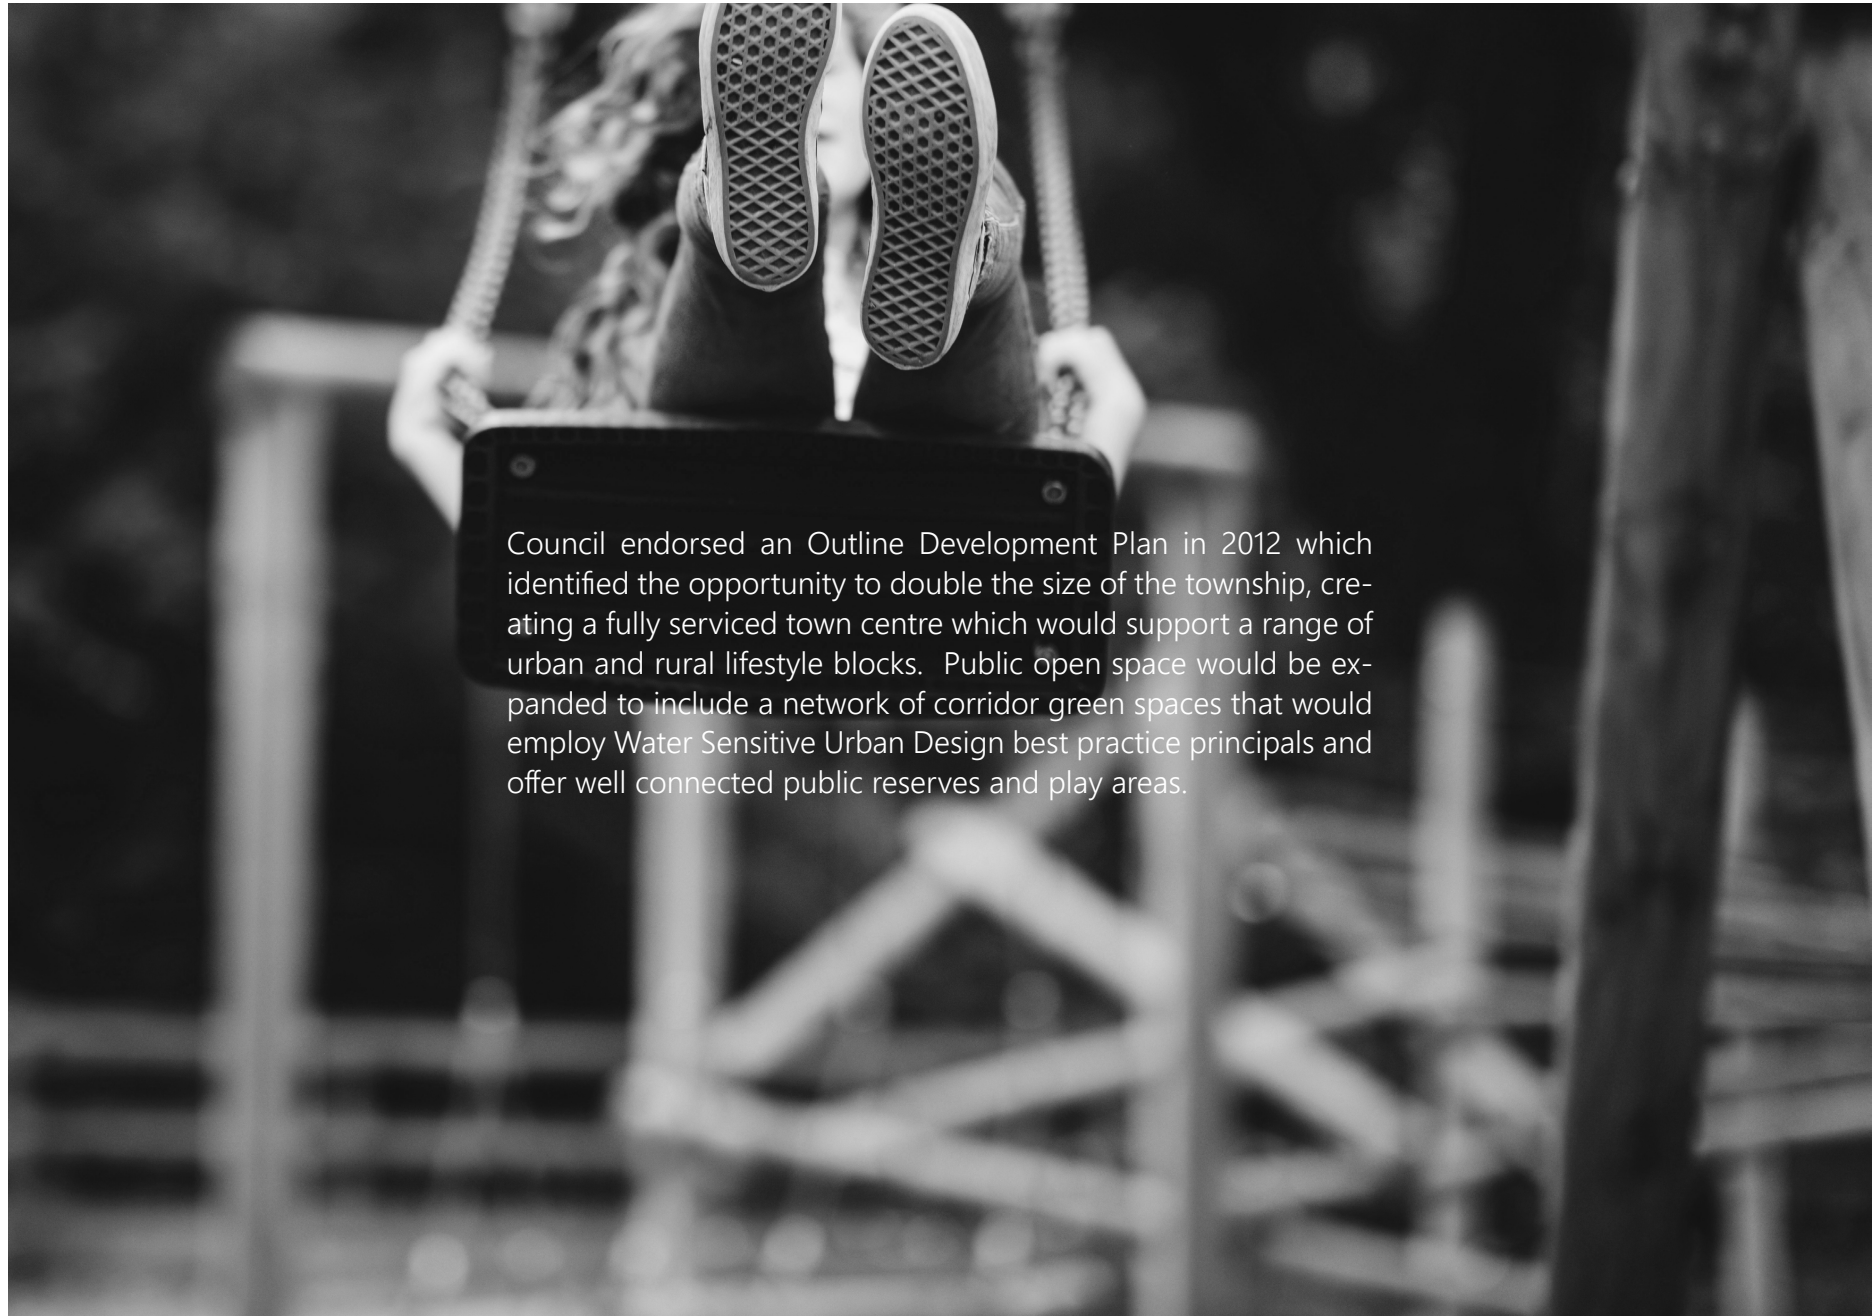 Council endorsed an Outline Development Plan in 2012 which
identified the opportunity to double the size of the township, cre-
ating a fully serviced town centre which would support a range of
urban and rural lifestyle blocks.  Public open space would be ex-
panded to include a network of corridor green spaces that would
employ Water Sensitive Urban Design best practice principals and
offer well connected public reserves and play areas.